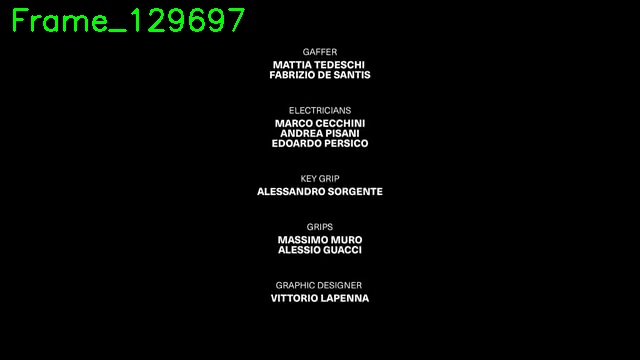 Frame_129697
GAFFER
MATTIA TEDESCHI
FABRIZIO DE SANTIS
ELECTRICIANS
MARCO CECCHINI
ANDREA PISANI
EDOARDO PERSICO
KEY GRIP
ALESSANDRO SORGENTE
GRIPS
MASSIMO MURO
ALESSIO GUACCI
GRAPHIC DESIGNER
VITTORIO LAPENNA